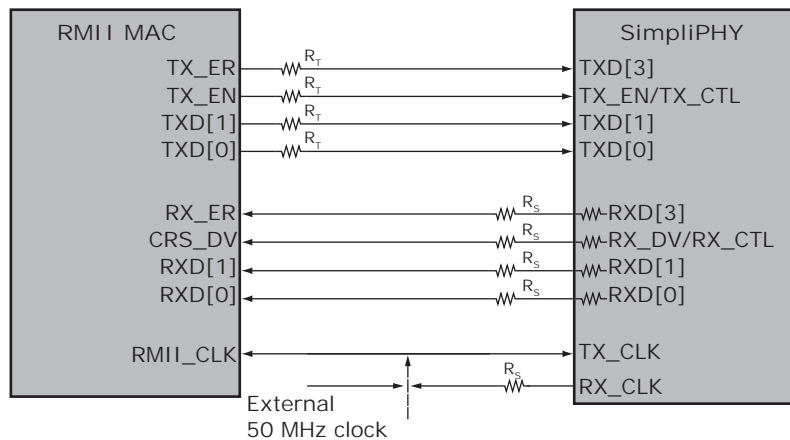 RMII MAC
SimpliPHY
TX_ER
R_T
TXD[3]
TX_EN
R_T
TX_EN/TX_CTL
TXD[1]
R_T
TXD[1]
TXD[0]
R_T
TXD[0]
RX_ER
R_S
RXD[3]
CRS_DV
R_S
RX_DV/RX_CTL
RXD[1]
R_S
RXD[1]
RXD[0]
R_S
RXD[0]
RMII_CLK
TX_CLK
R_S
RX_CLK
External
50 MHz clock